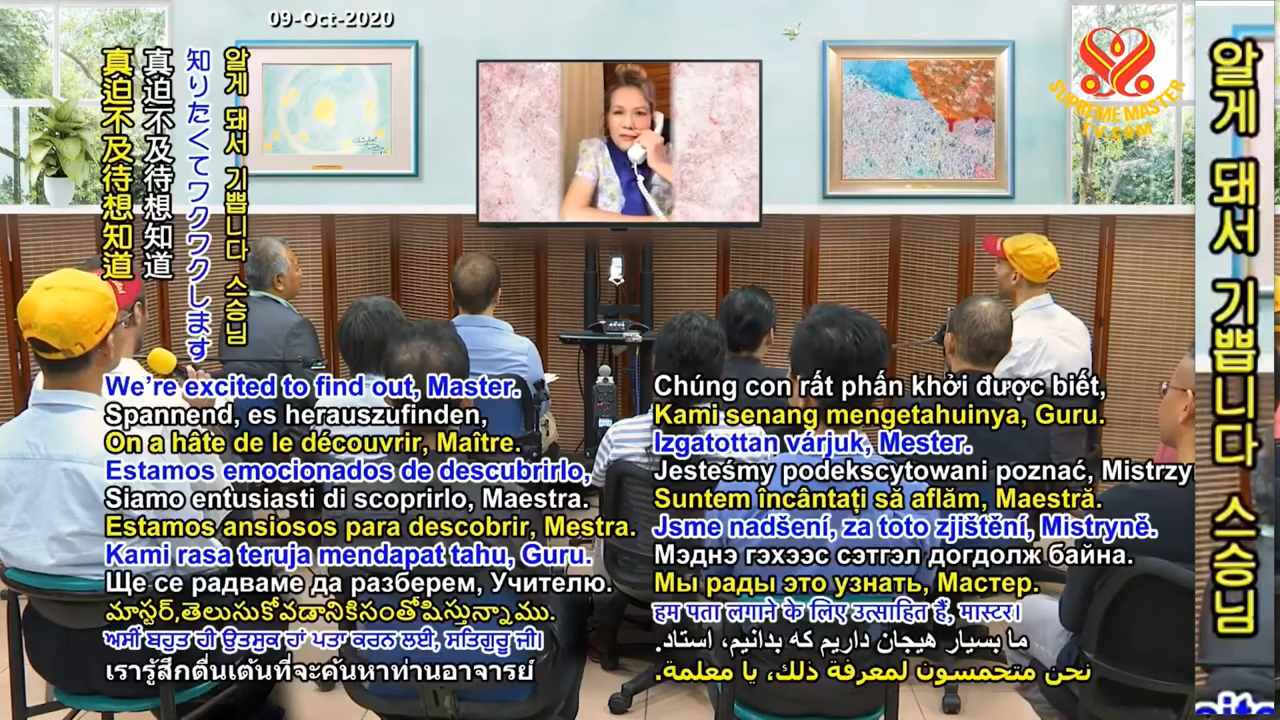 09-Oct-2020
SUPREME MASTER
TV.COM
알게 돼서 기쁩니다 스승님
知りたくてワクワクします
真迫不及待想知道
真迫不及待想知道
We're excited to find out, Master.
Spannend, es herauszufinden,
On a hâte de le découvrir, Maître.
Estamos emocionados de descubrirlo,
Siamo entusiasti di scoprirlo, Maestra.
Estamos ansiosos para descobrir, Mestra.
Kami rasa teruja mendapat tahu, Guru.
Ще се радваме да разберем, Учителю.
మాస్టర్,తెలుసుకోవడానికిసంతోషిస్తున్నాము.
ਅਸੀਂ ਬਹੁਤ ਹੀ ਉਤਸੁਕ ਹਾਂ ਪਤਾ ਕਰਨ ਲਈ, ਸਤਿਗੁਰੂ ਜੀ।
เรารู้สึกตื่นเต้นที่จะค้นหาท่านอาจารย์
Chúng con rất phấn khởi được biết,
Kami senang mengetahuinya, Guru.
Izgatottan várjuk, Mester.
Jesteśmy podekscytowani poznać, Mistrzy
Suntem încântați să aflăm, Maestră.
Jsme nadšení, za toto zjištění, Mistryně.
Мэднэ гэхээс сэтгэл догдолж байна.
Мы рады это узнать, Мастер.
हम पता लगाने के लिए उत्साहित हैं, मास्टर।
ما بسیار هیجان داریم که بدانیم، استاد.
نحن متحمسون لمعرفة ذلك، يا معلمة.
알게 돼서 기쁩니다 스승님